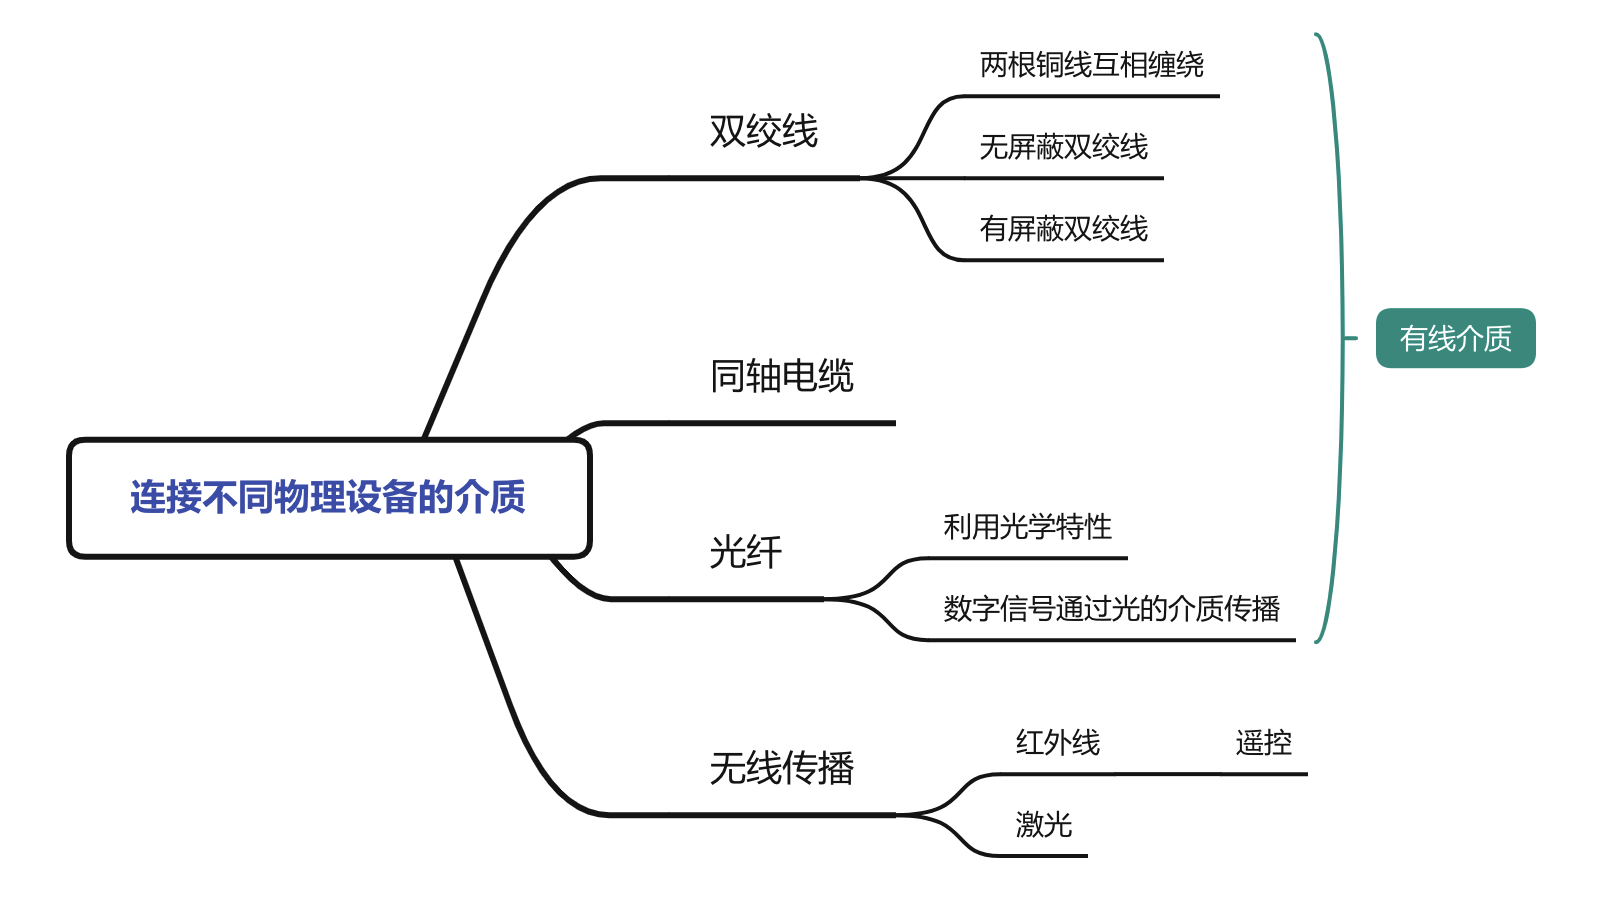 连接不同物理设备的介质
双绞线
两根铜线互相缠绕
无屏蔽双绞线
有屏蔽双绞线
同轴电缆
光纤
利用光学特性
数字信号通过光的介质传播
有线介质
无线传播
红外线
遥控
激光